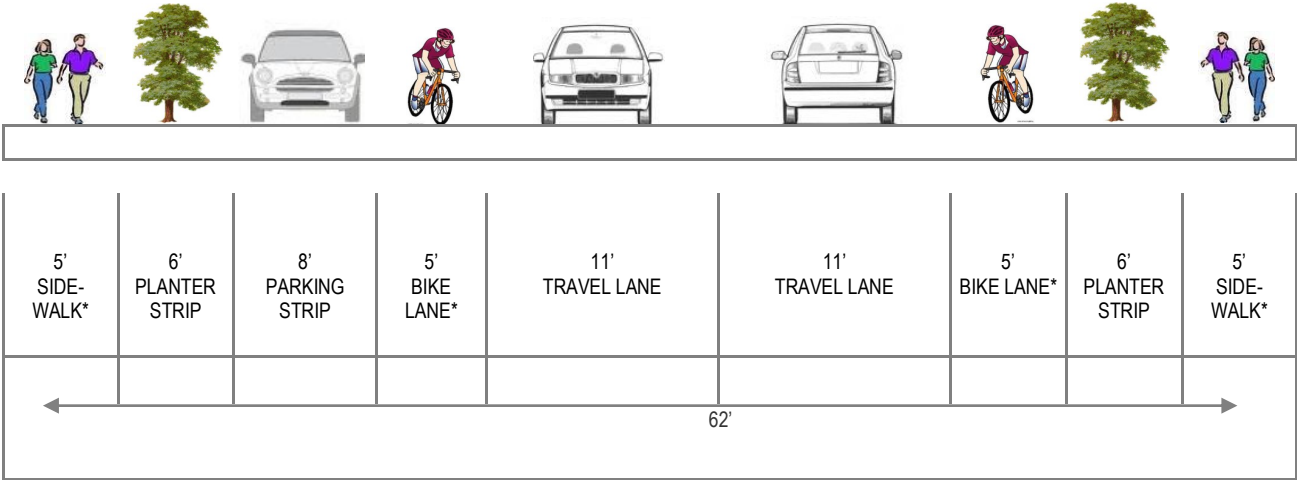 5’
SIDE-
WALK*
6’
PLANTER
STRIP
8’
PARKING
STRIP
5’
BIKE
LANE*
11’
TRAVEL LANE
11’
TRAVEL LANE
5’
BIKE LANE*
6’
PLANTER
STRIP
5’
SIDE-
WALK*
62’